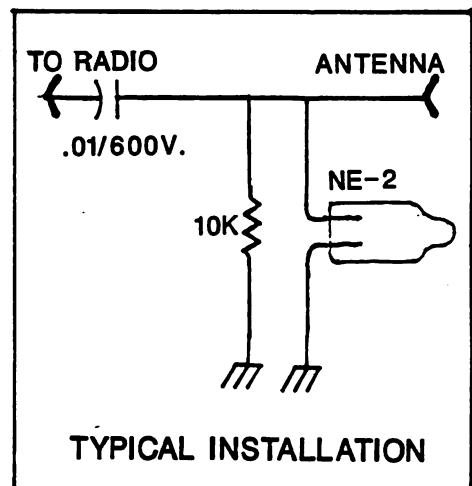 TO RADIO
ANTENNA
.01/600V.
NE-2
10K
TYPICAL INSTALLATION